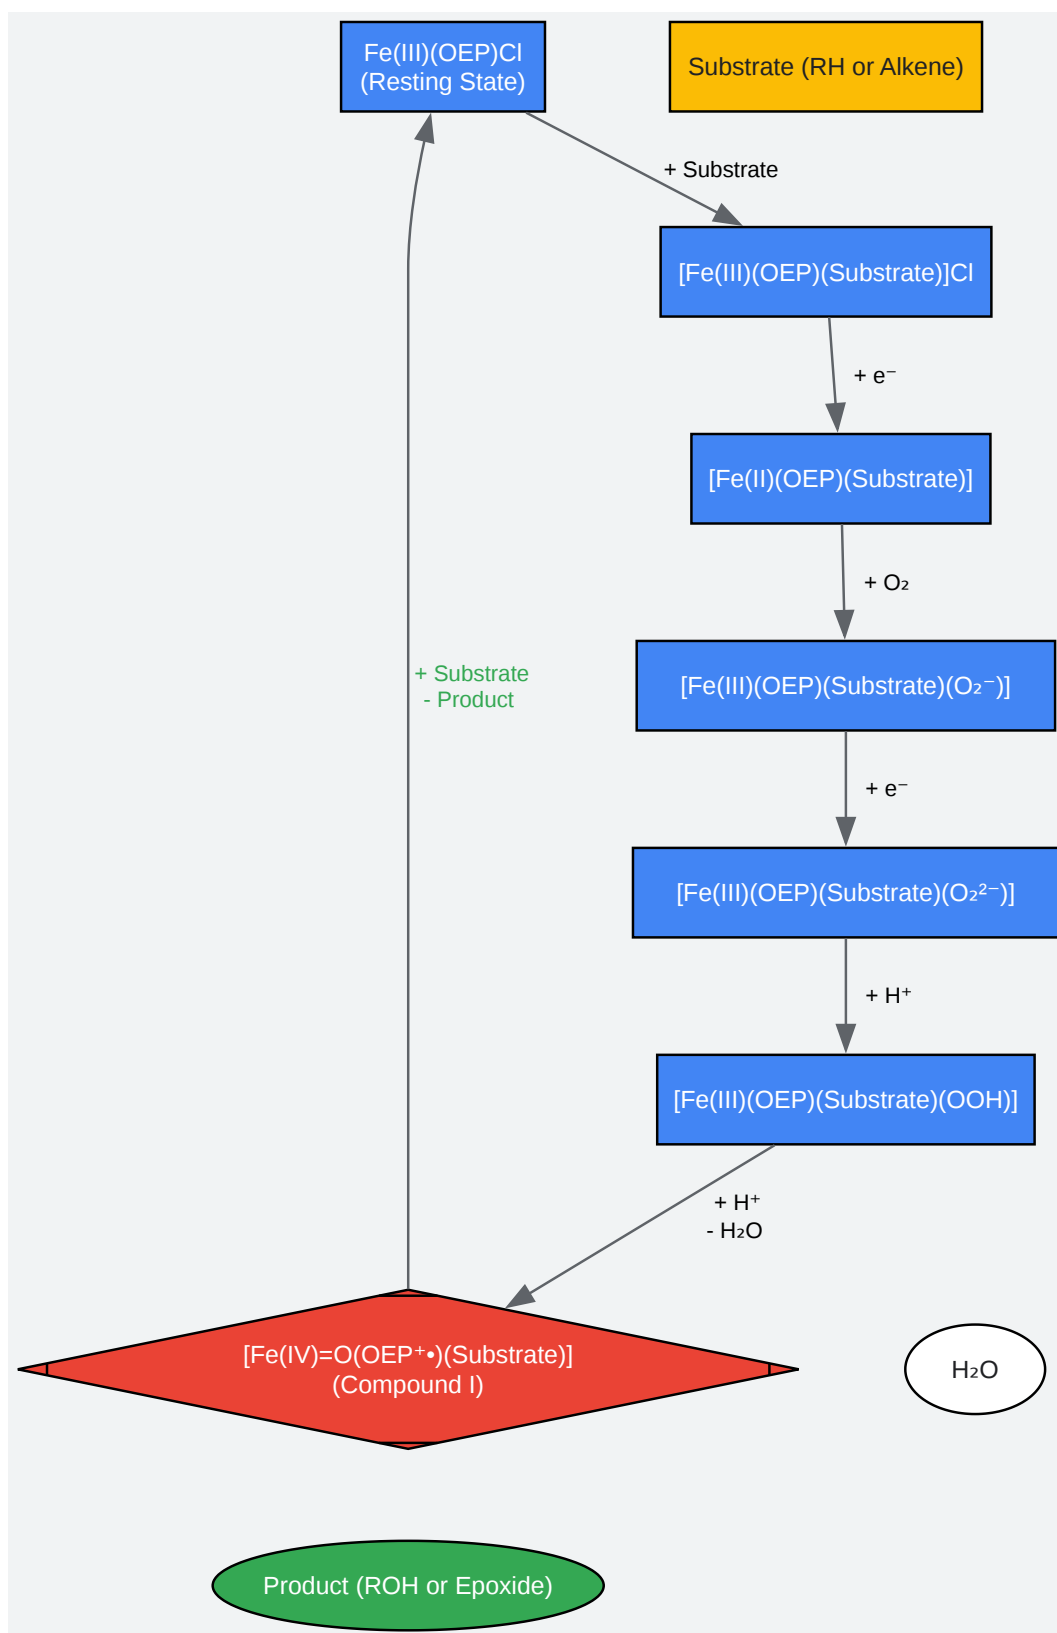 Fe(III)(OEP)Cl
(Resting State)
Substrate (RH or Alkene)
+ Substrate
[Fe(III)(OEP)(Substrate)]Cl
+ e⁻
[Fe(II)(OEP)(Substrate)]
+ O₂
[Fe(III)(OEP)(Substrate)(O₂⁻)]
+ Substrate
- Product
+ e⁻
[Fe(III)(OEP)(Substrate)(O₂²⁻)]
+ H⁺
[Fe(III)(OEP)(Substrate)(OOH)]
+ H⁺
- H₂O
[Fe(IV)=O(OEP⁺•)(Substrate)]
(Compound I)
H₂O
Product (ROH or Epoxide)